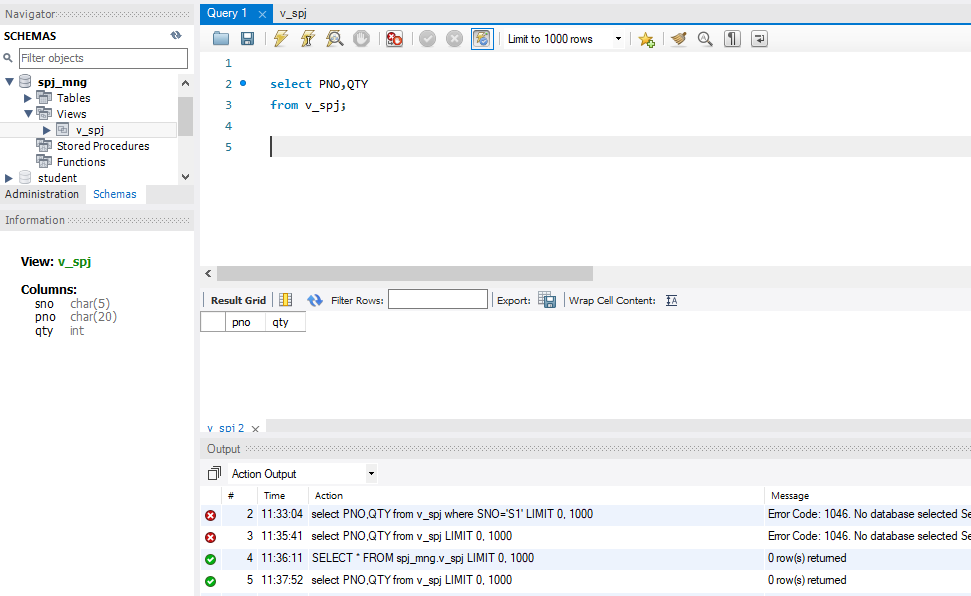 Navigator
SCHEMAS
Filter objects
spj_mng
Tables
Views
v_spj
Stored Procedures
Functions
student
Administration Schemas
Information
View: v_spj
Columns:
sno char(5)
pno char(20)
qty int
Query 1 v_spj
Limit to 1000 rows
1
2 select PNO,QTY
3 from v_spj;
4
5
Result Grid Filter Rows: Export: Wrap Cell Content:
pno qty
v_spj 2
Output
Action Output
# Time Action Message
2 11:33:04 select PNO,QTY from v_spj where SNO='S1' LIMIT 0, 1000 Error Code: 1046. No database selected Se
3 11:35:41 select PNO,QTY from v_spj LIMIT 0, 1000 Error Code: 1046. No database selected Se
4 11:36:11 SELECT * FROM spj_mng.v_spj LIMIT 0, 1000 0 row(s) returned
5 11:37:52 select PNO,QTY from v_spj LIMIT 0, 1000 0 row(s) returned